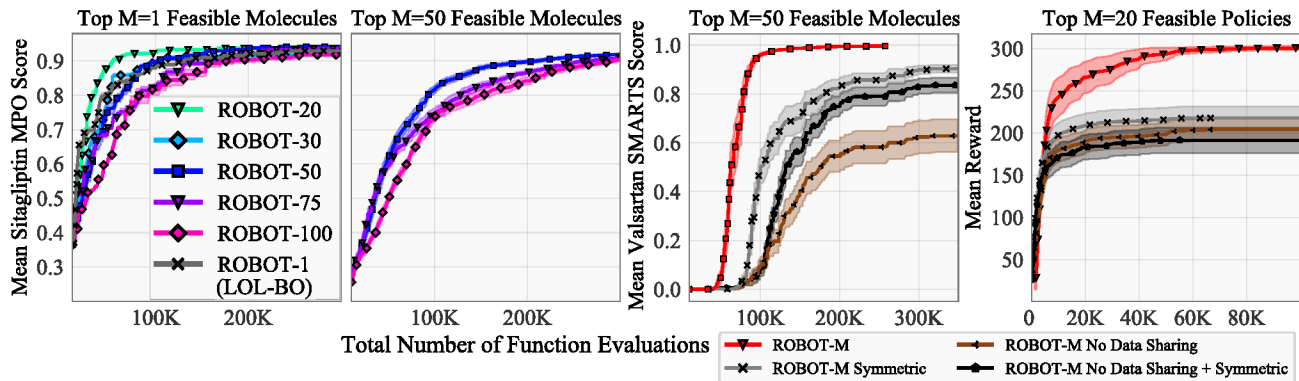 Top M=1 Feasible Molecules
Top M=50 Feasible Molecules
Top M=50 Feasible Molecules
Top M=20 Feasible Policies
Mean Sitagliptin MPO Score
0.9
0.8
0.7
0.6
0.5
0.4
0.3
ROBOT-20
ROBOT-30
ROBOT-50
ROBOT-75
ROBOT-100
ROBOT-1
(LOL-BO)
100K
200K
100K
200K
Mean Valsartan SMARTS Score
1.0
0.8
0.6
0.4
0.2
0.0
100K
200K
300K
Mean Reward
300
250
200
150
100
50
0
20K
40K
60K
80K
Total Number of Function Evaluations
ROBOT-M
ROBOT-M Symmetric
ROBOT-M No Data Sharing
ROBOT-M No Data Sharing + Symmetric